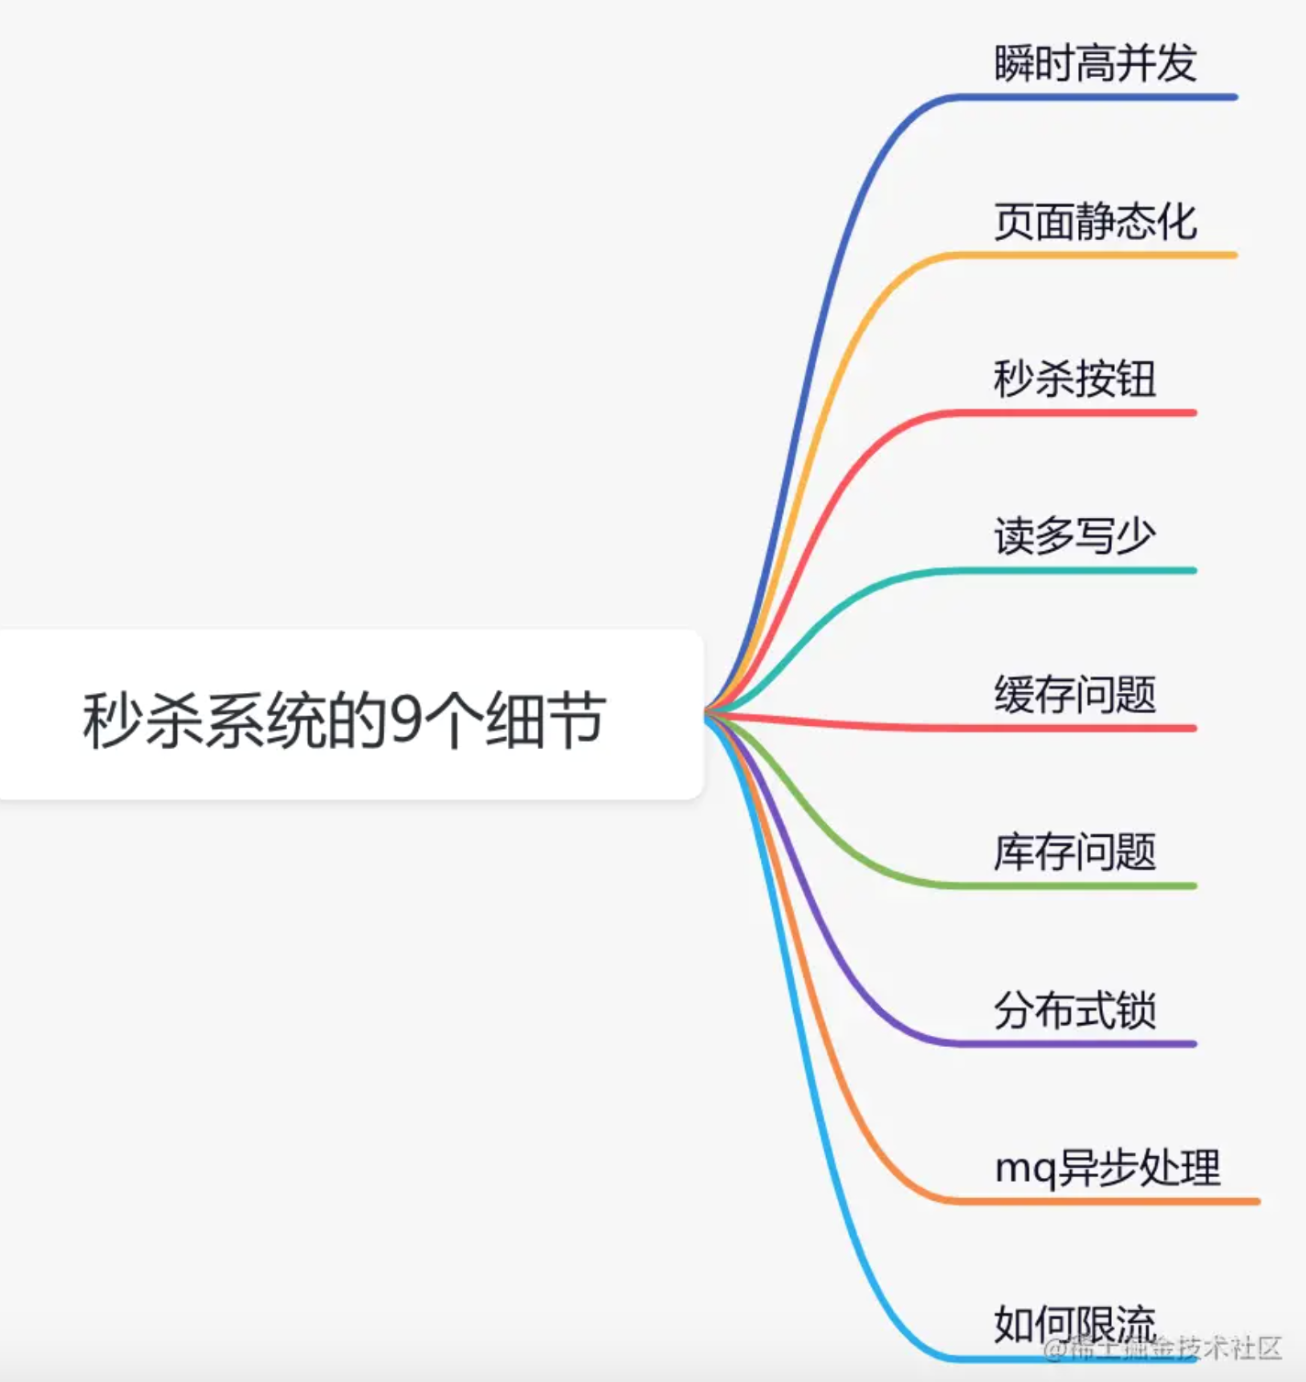 瞬时高并发
页面静态化
秒杀按钮
读多写少
秒杀系统的9个细节
缓存问题
库存问题
分布式锁
mq异步处理
如何限流
@稀土掘金技术社区